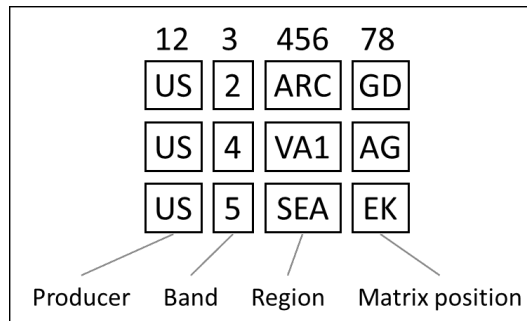 12 3 456 78
US 2 ARC GD
US 4 VA1 AG
US 5 SEA EK
Producer Band Region Matrix position